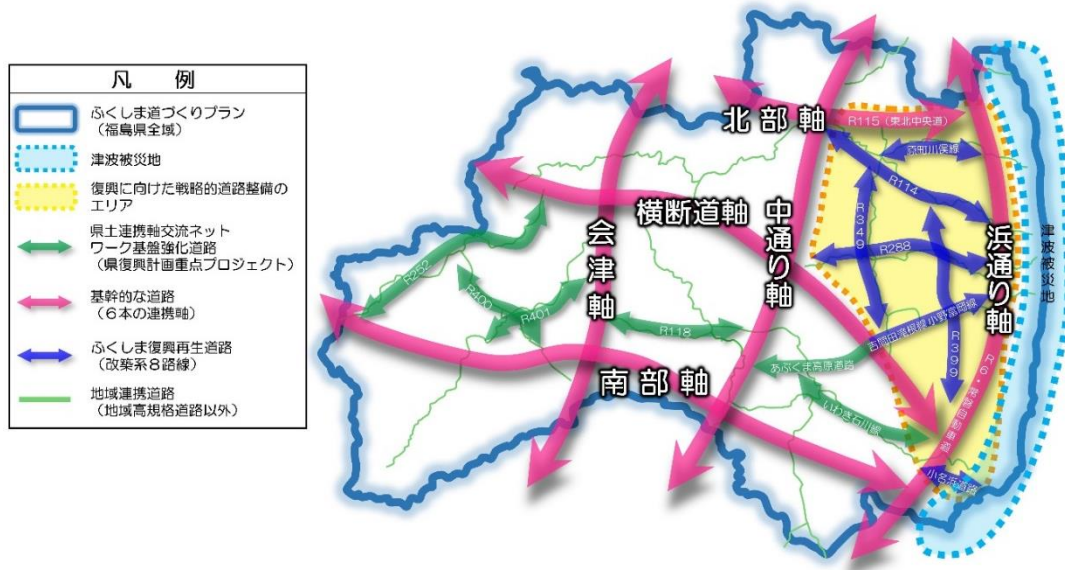 凡 例
ふくしま道づくりプラン
（福島県全域）
津波被災地
復興に向けた戦略的道路整備の
エリア
県土連携軸交流ネット
ワーク基盤強化道路
（県復興計画重点プロジェクト）
基幹的な道路
（６本の連携軸）
ふくしま復興再生道路
（改築系８路線）
地域連携道路
（地域高規格道路以外）
北部軸
R115（東北中央道）
原町川俣線
R114
横断道軸
中通り軸
R349
R288
浜通り軸
津波被災地
会津軸
R252
R400
R401
R118
吉間田滝根線
小野富岡線
R399
あぶくま高原道路
南部軸
いわき石川線
R6・常磐自動車道
小名浜道路